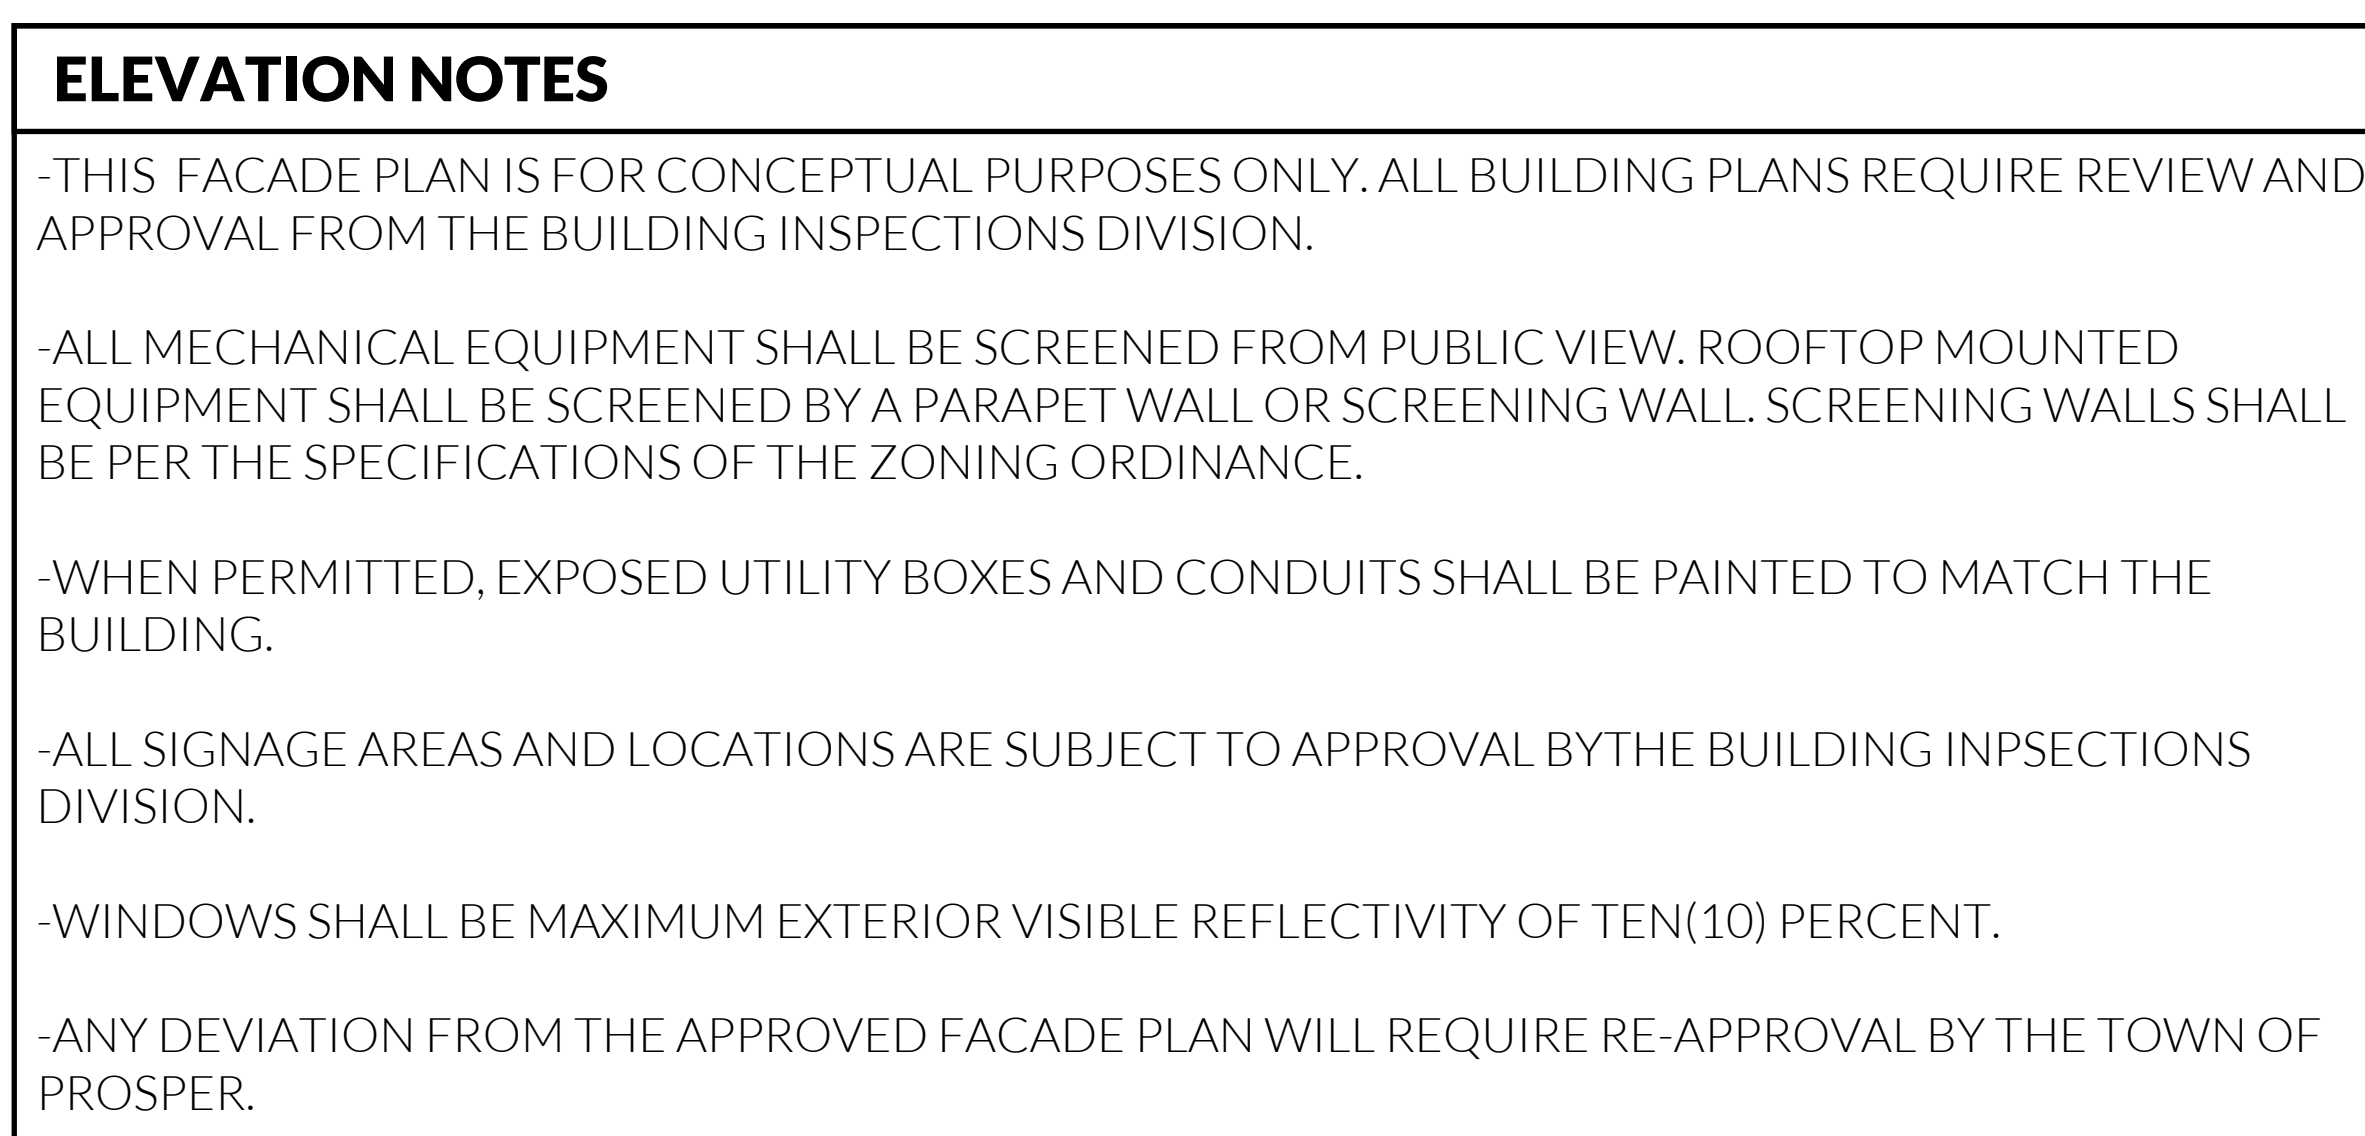 ELEVATION NOTES
-THIS  FACADE PLAN IS FOR CONCEPTUAL PURPOSES ONLY. ALL BUILDING PLANS REQUIRE REVIEW AND
APPROVAL FROM THE BUILDING INSPECTIONS DIVISION.
-ALL MECHANICAL EQUIPMENT SHALL BE SCREENED FROM PUBLIC VIEW. ROOFTOP MOUNTED
EQUIPMENT SHALL BE SCREENED BY A PARAPET WALL OR SCREENING WALL. SCREENING WALLS SHALL
BE PER THE SPECIFICATIONS OF THE ZONING ORDINANCE.
-WHEN PERMITTED, EXPOSED UTILITY BOXES AND CONDUITS SHALL BE PAINTED TO MATCH THE
BUILDING.
-ALL SIGNAGE AREAS AND LOCATIONS ARE SUBJECT TO APPROVAL BYTHE BUILDING INPSECTIONS
DIVISION.
-WINDOWS SHALL BE MAXIMUM EXTERIOR VISIBLE REFLECTIVITY OF TEN(10) PERCENT.
-ANY DEVIATION FROM THE APPROVED FACADE PLAN WILL REQUIRE RE-APPROVAL BY THE TOWN OF
PROSPER.